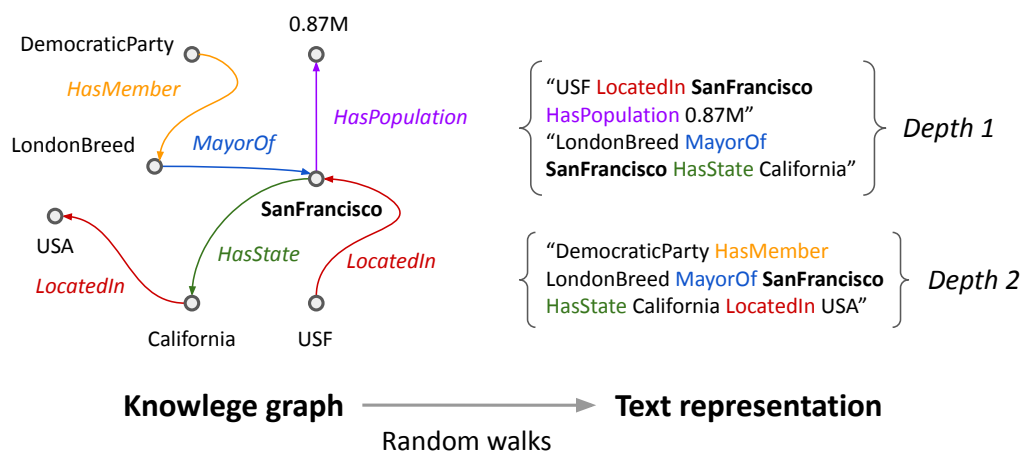 0.87M
DemocraticParty
HasMember
HasPopulation
LondonBreed
MayorOf
SanFrancisco
USA
HasState
LocatedIn
LocatedIn
California
USF
“USF LocatedIn SanFrancisco
HasPopulation 0.87M”
“LondonBreed MayorOf
SanFrancisco HasState California”
Depth 1
“DemocraticParty HasMember
LondonBreed MayorOf SanFrancisco
HasState California LocatedIn USA”
Depth 2
Knowlege graph
Text representation
Random walks